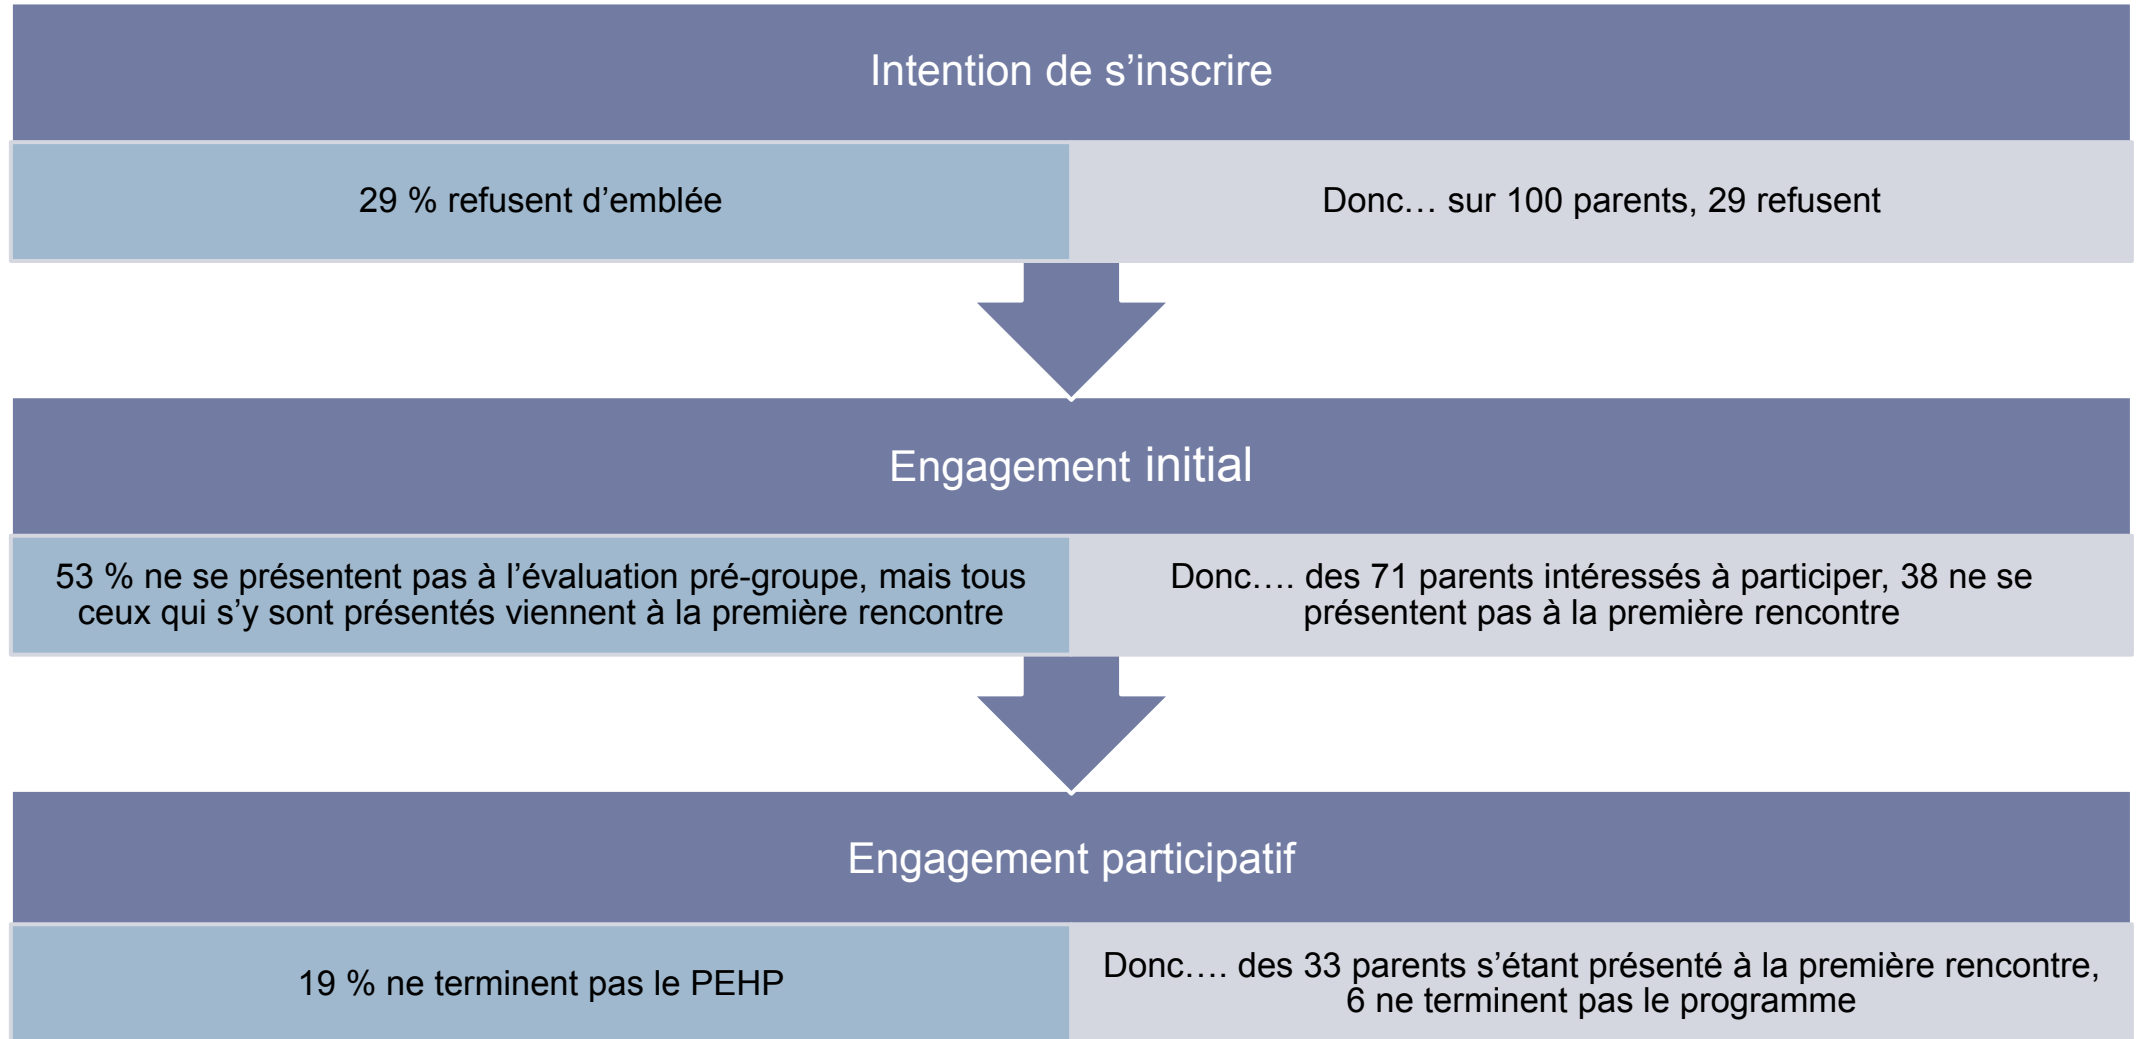 Intention de s’inscrire
29 % refusent d’emblée
Donc… sur 100 parents, 29 refusent
Engagement initial
53 % ne se présentent pas à l’évaluation pré-groupe, mais tous
ceux qui s’y sont présentés viennent à la première rencontre
Donc…. des 71 parents intéressés à participer, 38 ne se
présentent pas à la première rencontre
Engagement participatif
19 % ne terminent pas le PEHP
Donc…. des 33 parents s’étant présenté à la première rencontre,
6 ne terminent pas le programme